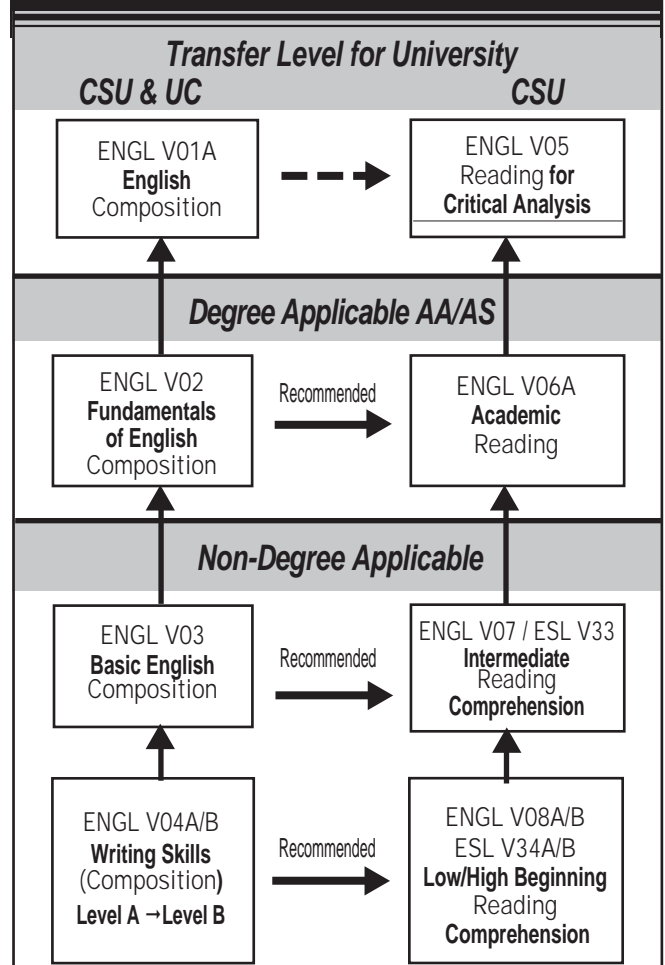 Transfer Level for University
CSU & UC
CSU
ENGL V01A
English
Composition
ENGL V05
Reading for
Critical Analysis
Degree Applicable AA/AS
ENGL V02
Fundamentals
of English
Composition
Recommended
ENGL V06A
Academic
Reading
Non-Degree Applicable
ENGL V03
Basic English
Composition
Recommended
ENGL V07 / ESL V33
Intermediate
Reading
Comprehension
ENGL V04A/B
Writing Skills
(Composition)
Level A →Level B
Recommended
ENGL V08A/B
ESL V34A/B
Low/High Beginning
Reading
Comprehension